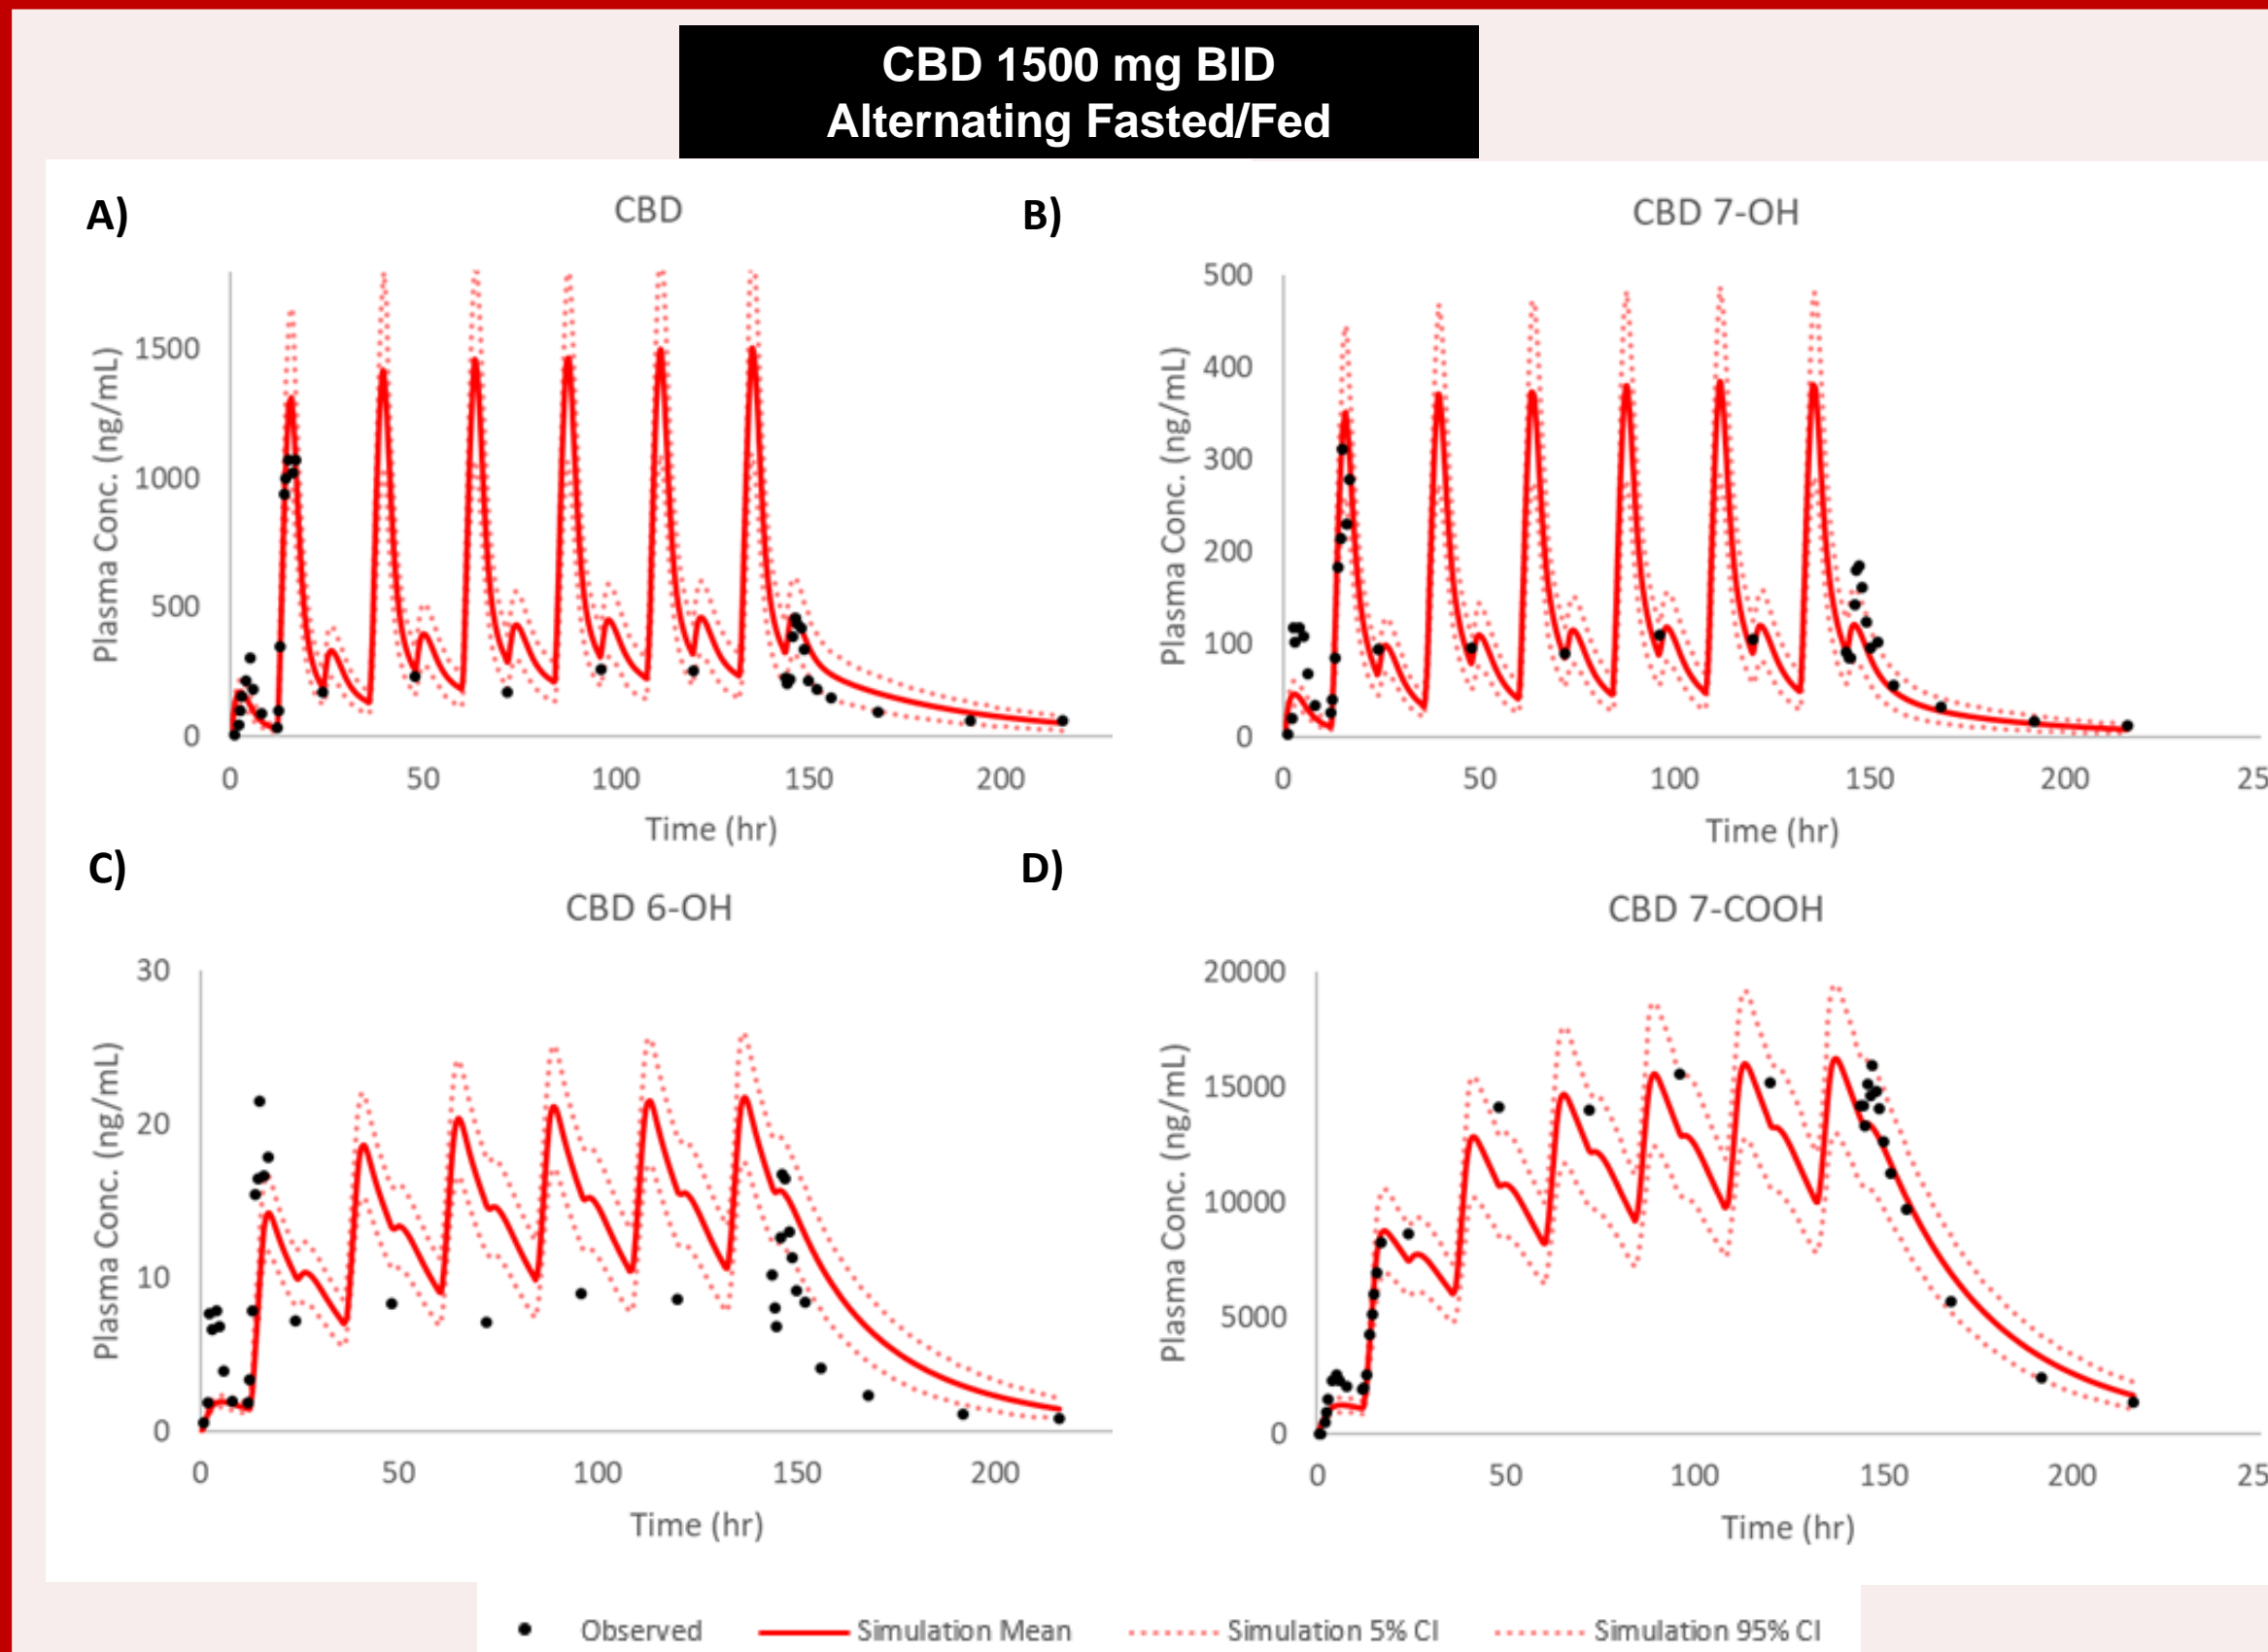 CBD 1500 mg BID
Alternating Fasted/Fed
A)
CBD
Plasma Conc. (ng/mL)
1500
1000
500
0
0 50 100 150 200
Time (hr)
B)
CBD 7-OH
Plasma Conc. (ng/mL)
500
400
300
200
100
0
0 50 100 150 200 25
Time (hr)
C)
CBD 6-OH
Plasma Conc. (ng/mL)
30
20
10
0
0 50 100 150 200
Time (hr)
D)
CBD 7-COOH
Plasma Conc. (ng/mL)
20000
15000
10000
5000
0
0 50 100 150 200 25
Time (hr)
Observed Simulation Mean Simulation 5% CI Simulation 95% CI